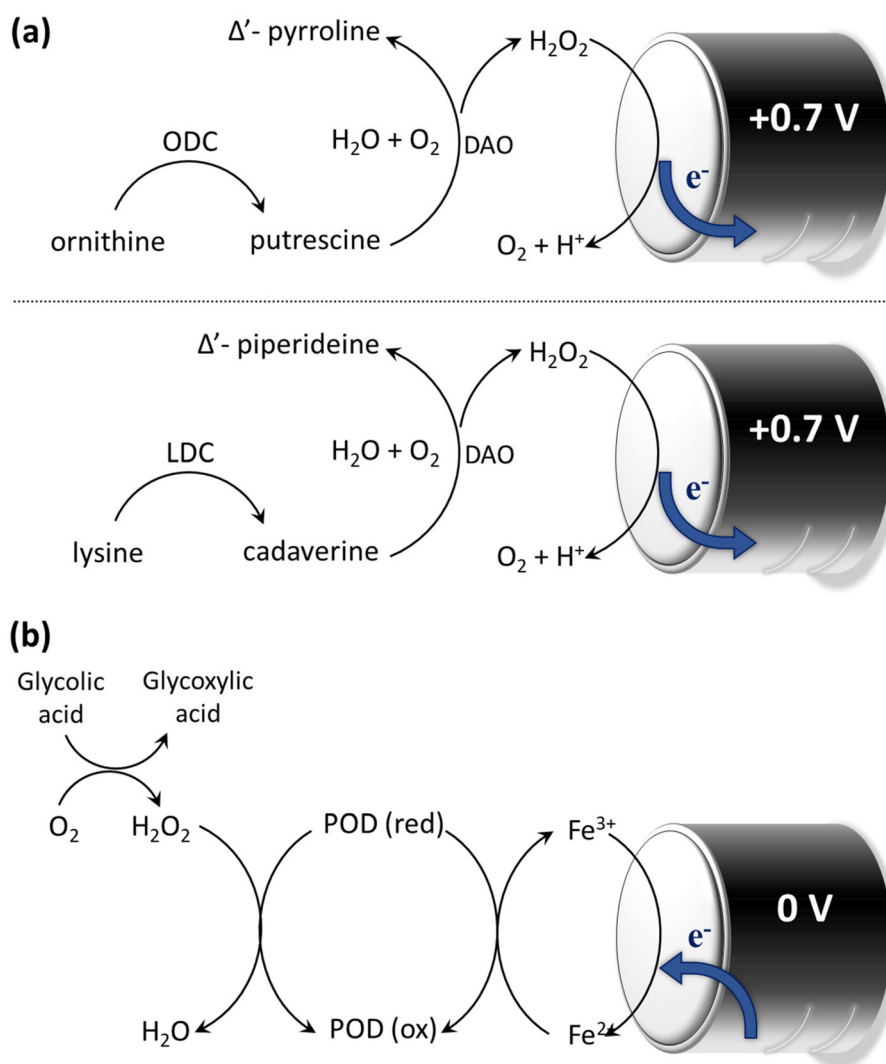 (a)
Δ'- pyrroline
H₂O₂
+0.7 V
ODC
H₂O + O₂
DAO
e⁻
ornithine
putrescine
O₂ + H⁺
Δ'- piperideine
H₂O₂
+0.7 V
LDC
H₂O + O₂
DAO
e⁻
lysine
cadaverine
O₂ + H⁺
(b)
Glycolic
acid
Glycoxylic
acid
O₂
H₂O₂
POD (red)
Fe³⁺
0 V
e⁻
H₂O
POD (ox)
Fe²⁺